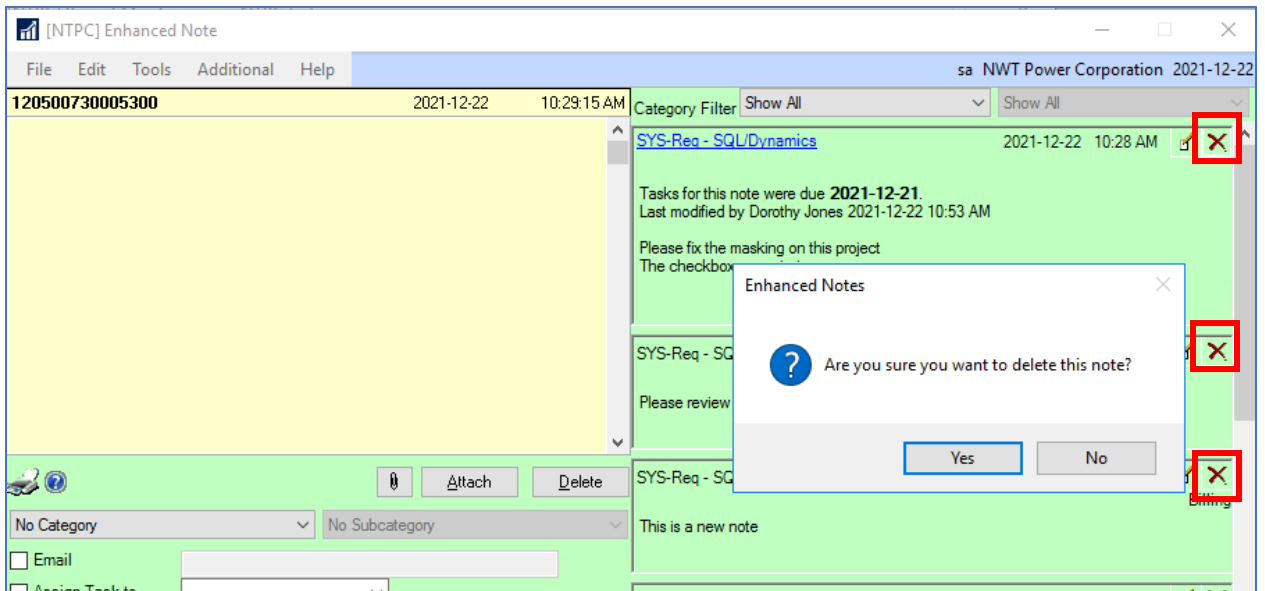 [NTPC] Enhanced Note
File Edit Tools Additional Help
sa NWT Power Corporation 2021-12-22
120500730005300 2021-12-22 10:29:15 AM
Category Filter Show All Show All
SYS-Req - SQL/Dynamics 2021-12-22 10:28 AM
Tasks for this note were due 2021-12-21.
Last modified by Dorothy Jones 2021-12-22 10:53 AM
Please fix the masking on this project
The checkbox
Enhanced Notes
Are you sure you want to delete this note?
Yes No
SYS-Req - SQ
Please review
Attach Delete
SYS-Req - SQ
Billing
This is a new note
No Category No Subcategory
Email
Assign Task to